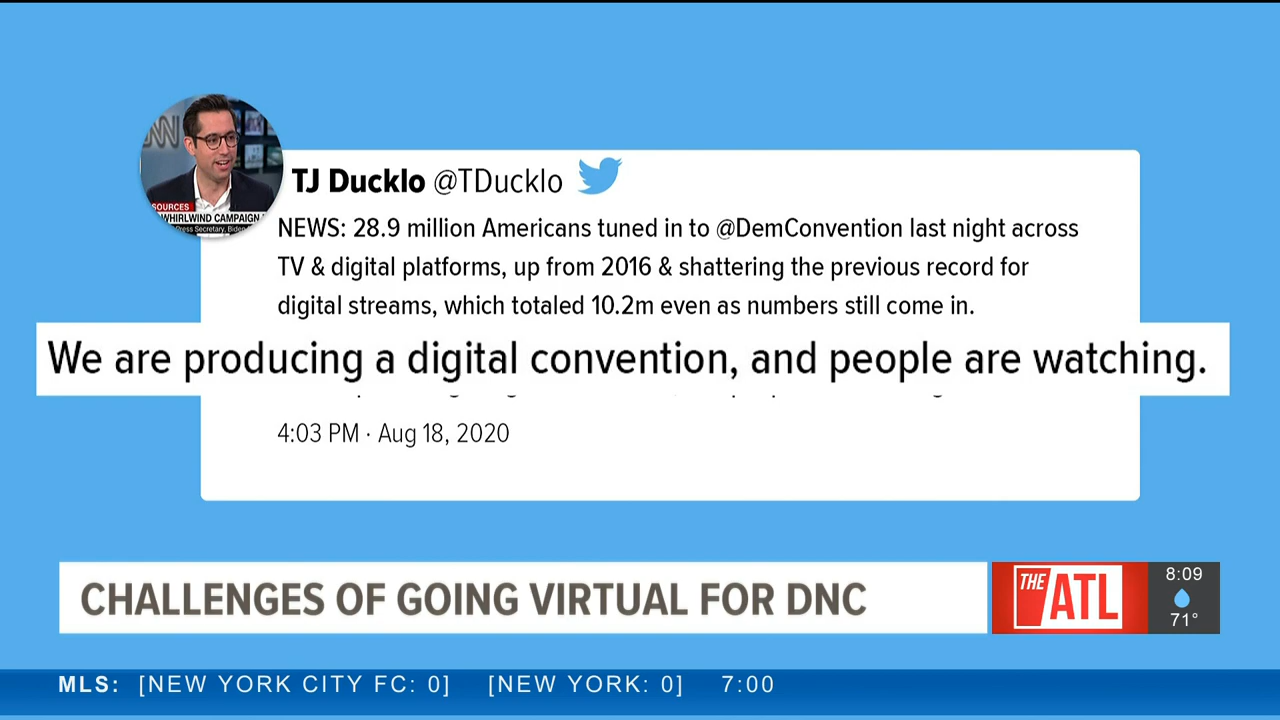 NN
SOURCES
WHIRLWIND CAMPAIGN
Press Secretary, Biden
TJ Ducklo @TDucklo
NEWS: 28.9 million Americans tuned in to @DemConvention last night across
TV & digital platforms, up from 2016 & shattering the previous record for
digital streams, which totaled 10.2m even as numbers still come in.
We are producing a digital convention, and people are watching.
4:03 PM · Aug 18, 2020
CHALLENGES OF GOING VIRTUAL FOR DNC
THE ATL
8:09
71°
MLS: [NEW YORK CITY FC: 0] [NEW YORK: 0] 7:00